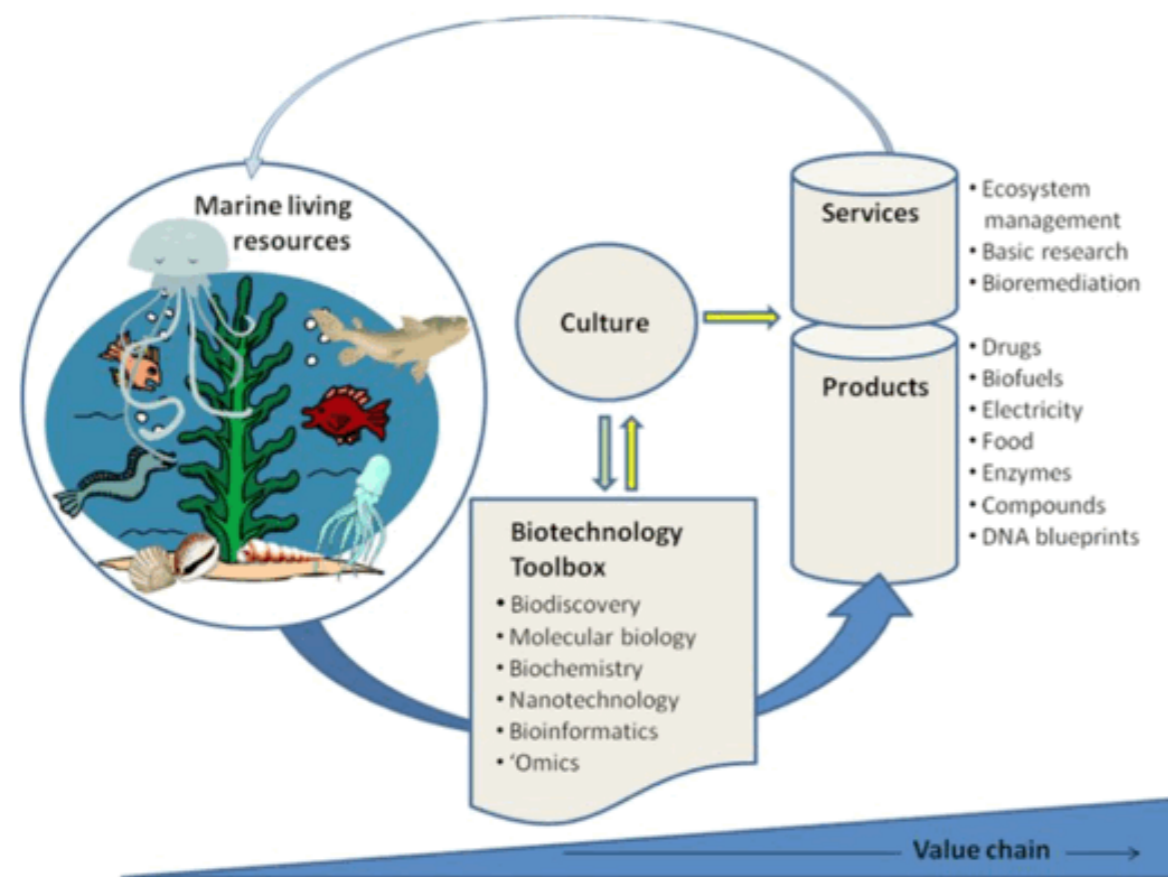 Marine living
resources
Culture
Services
• Ecosystem
management
• Basic research
• Bioremediation
Products
• Drugs
• Biofuels
• Electricity
• Food
• Enzymes
• Compounds
• DNA blueprints
Biotechnology
Toolbox
• Biodiscovery
• Molecular biology
• Biochemistry
• Nanotechnology
• Bioinformatics
• ‘Omics
Value chain